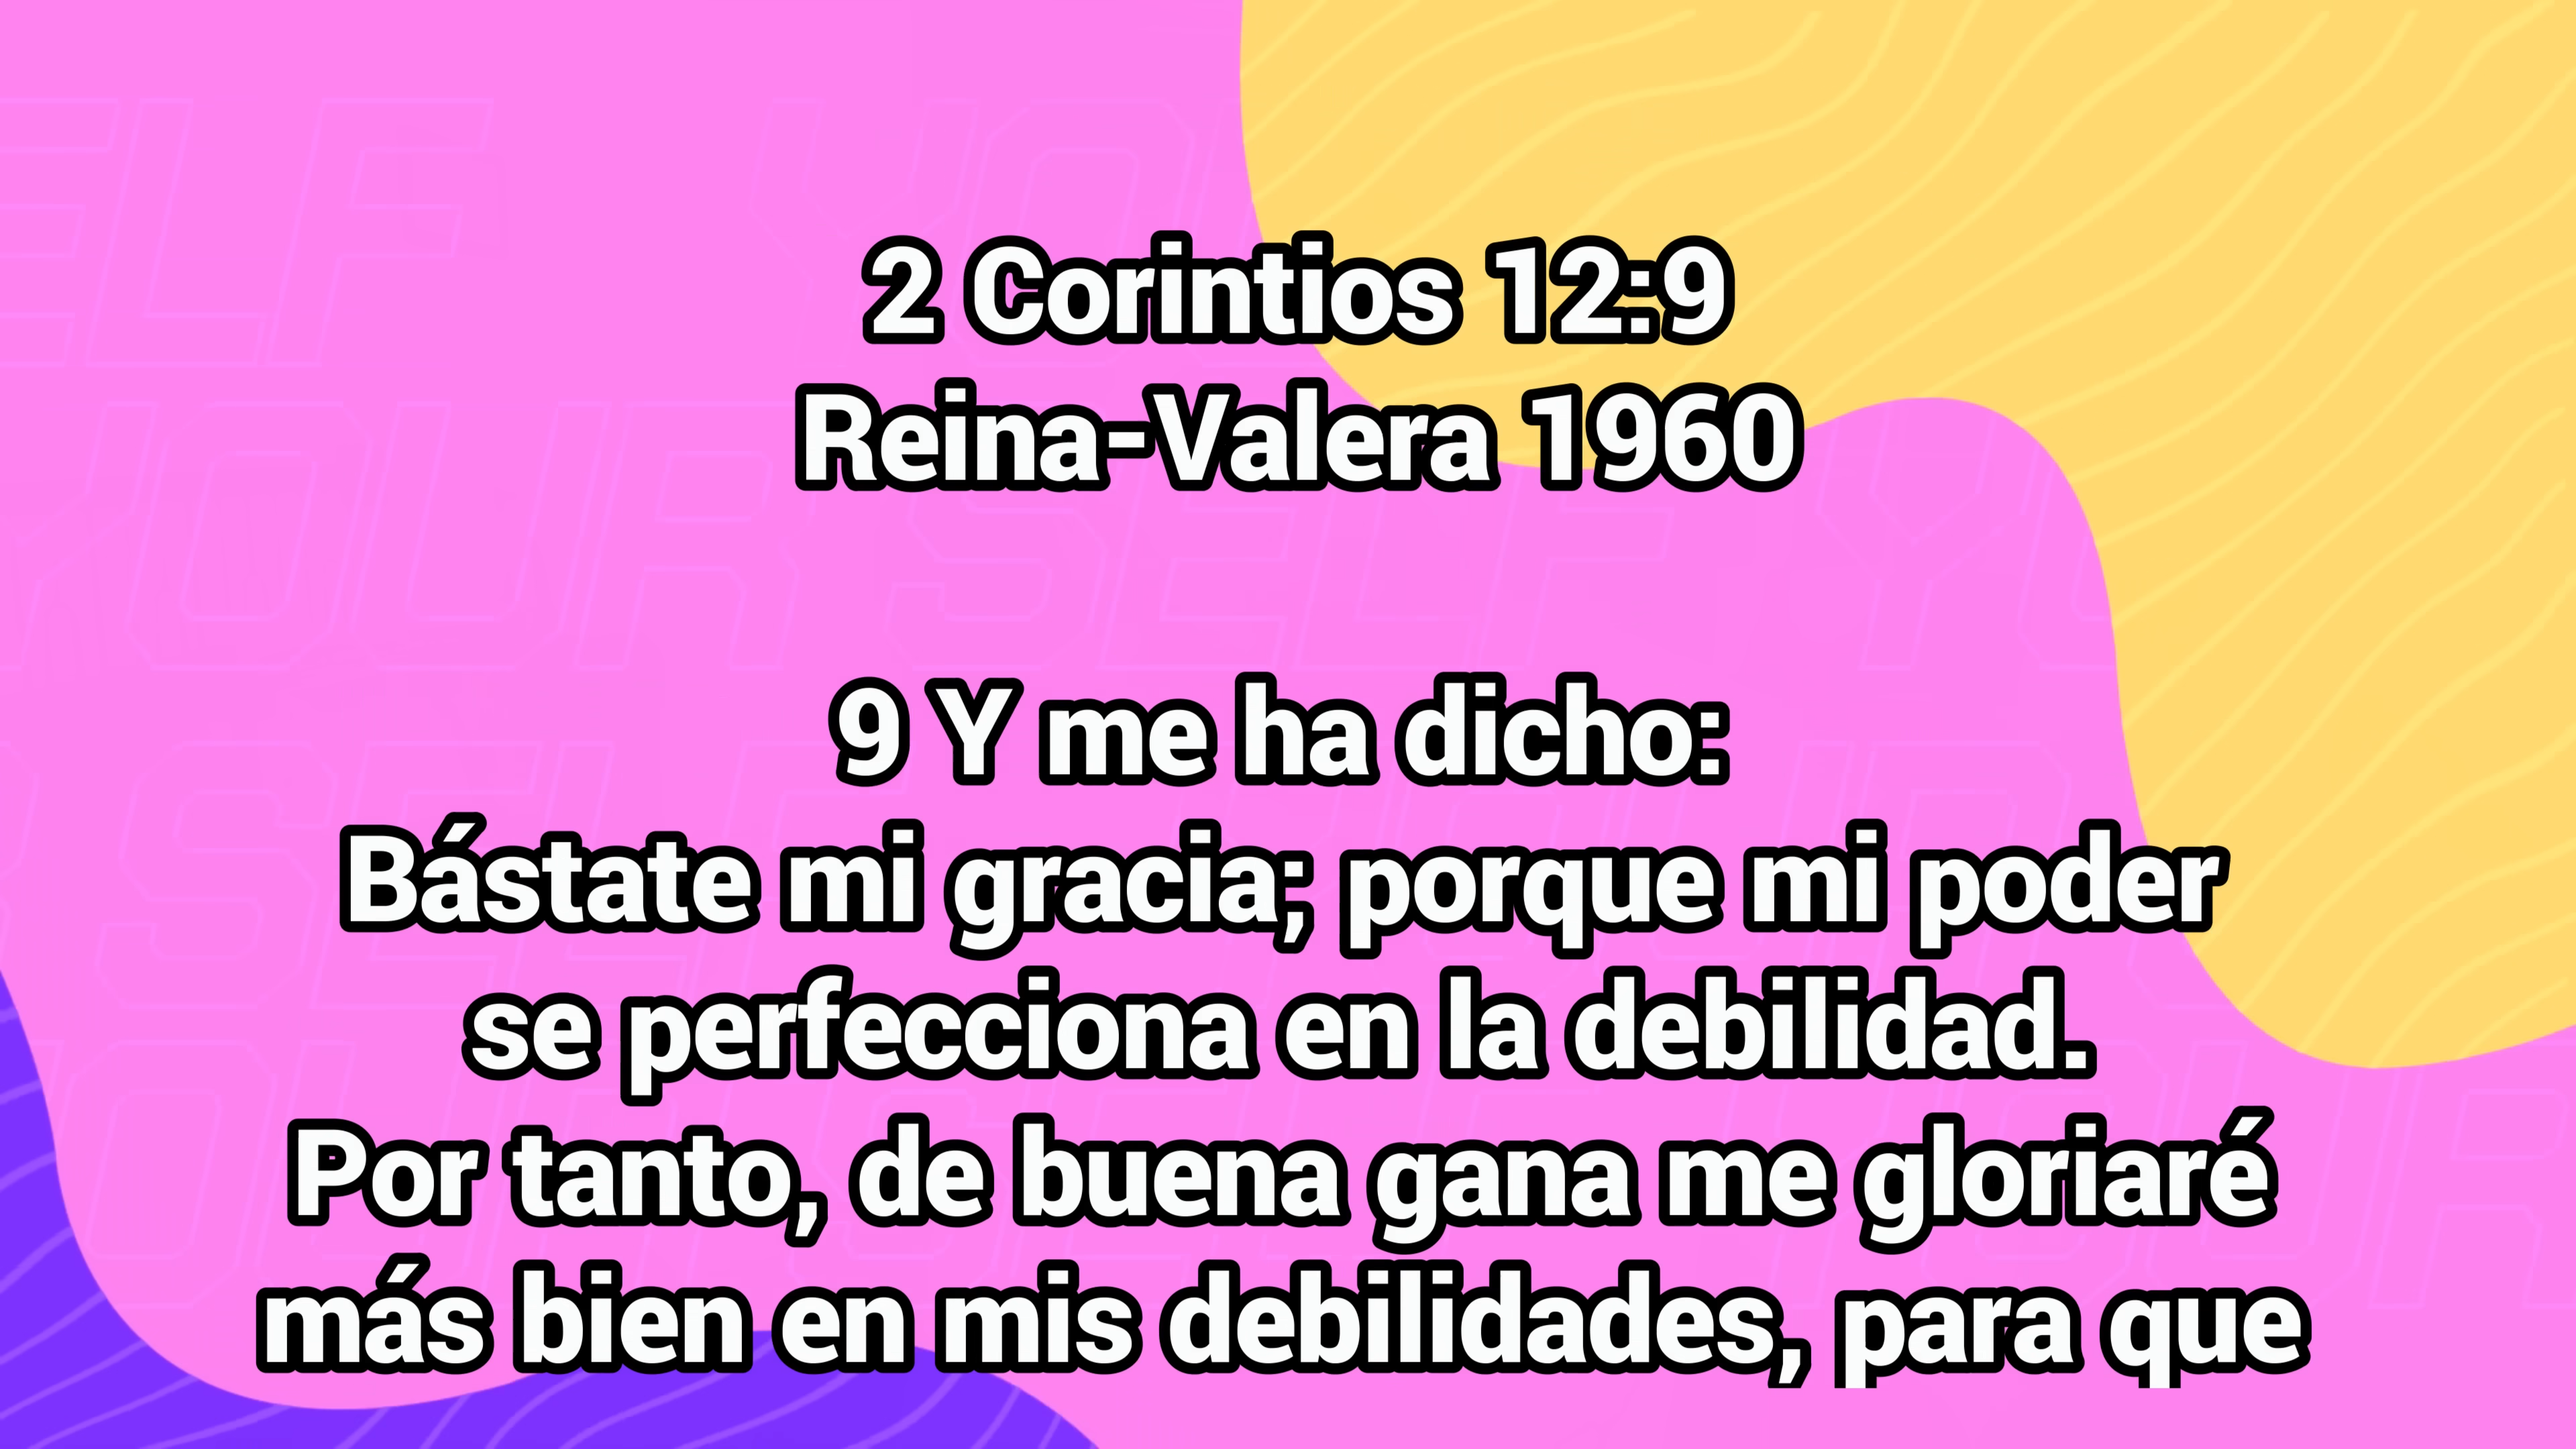 2 Corintios 12:9
Reina-Valera 1960
9 Y me ha dicho:
Bástate mi gracia; porque mi poder
se perfecciona en la debilidad.
Por tanto, de buena gana me gloriaré
más bien en mis debilidades, para que